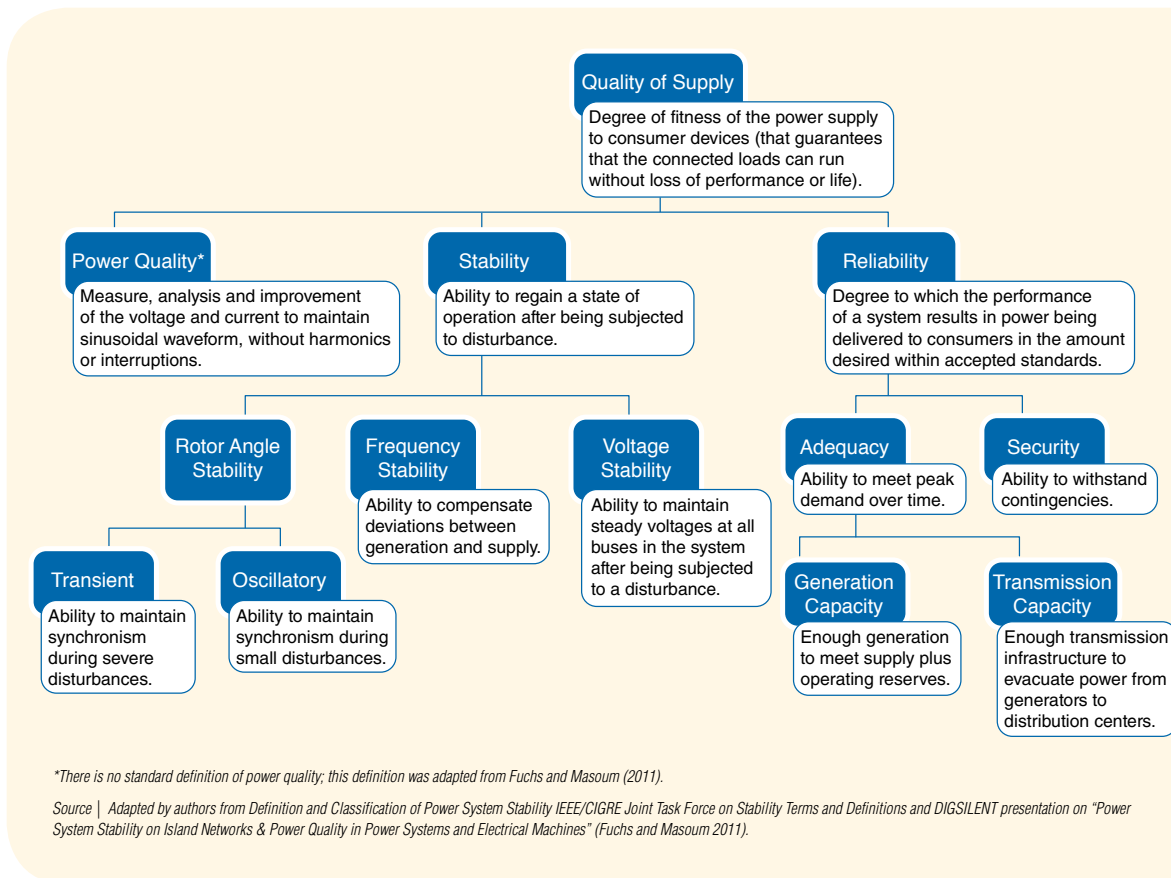 Quality of Supply
Degree of fitness of the power supply
to consumer devices (that guarantees
that the connected loads can run
without loss of performance or life).
Power Quality*
Measure, analysis and improvement
of the voltage and current to maintain
sinusoidal waveform, without harmonics
or interruptions.
Stability
Ability to regain a state of
operation after being subjected
to disturbance.
Reliability
Degree to which the performance
of a system results in power being
delivered to consumers in the amount
desired within accepted standards.
Rotor Angle
Stability
Frequency
Stability
Ability to compensate
deviations between
generation and supply.
Voltage
Stability
Ability to maintain
steady voltages at all
buses in the system
after being subjected
to a disturbance.
Adequacy
Ability to meet peak
demand over time.
Security
Ability to withstand
contingencies.
Transient
Ability to maintain
synchronism
during severe
disturbances.
Oscillatory
Ability to maintain
synchronism during
small disturbances.
Generation
Capacity
Enough generation
to meet supply plus
operating reserves.
Transmission
Capacity
Enough transmission
infrastructure to
evacuate power from
generators to
distribution centers.
*There is no standard definition of power quality; this definition was adapted from Fuchs and Masoum (2011).
Source | Adapted by authors from Definition and Classification of Power System Stability IEEE/CIGRE Joint Task Force on Stability Terms and Definitions and DIGSILENT presentation on “Power
System Stability on Island Networks & Power Quality in Power Systems and Electrical Machines” (Fuchs and Masoum 2011).